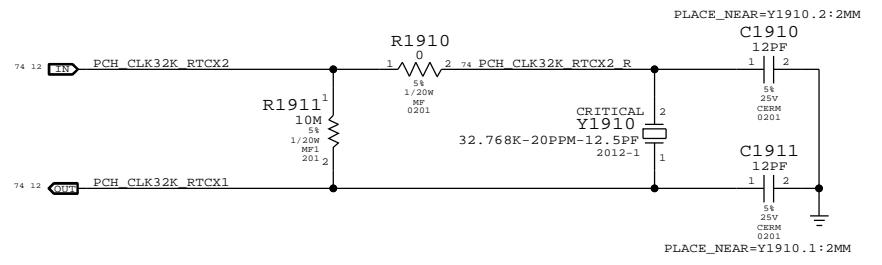 PLACE_NEAR=Y1910.2:2MM
C1910
12PF
1 2
5%
25V
CERM
0201
R1910
0
1 2
5%
1/20W
MF
0201
74 12 IN PCH_CLK32K_RTCX2
74 PCH_CLK32K_RTCX2_R
R1911
1
10M
5%
1/20W
MF1
201
2
CRITICAL
2
Y1910
32.768K-20PPM-12.5PF
2012-1
1
C1911
12PF
1 2
5%
25V
CERM
0201
74 12 OUT PCH_CLK32K_RTCX1
PLACE_NEAR=Y1910.1:2MM